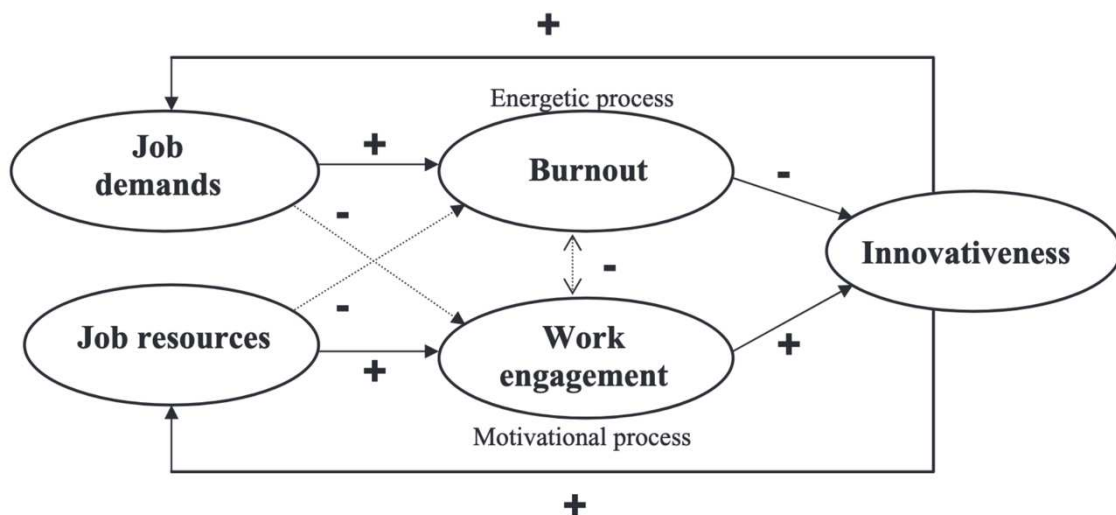 +
Energetic process
Job
demands
+
Burnout
-
-
Innovativeness
-
Job resources
-
+
Work
engagement
+
Motivational process
+